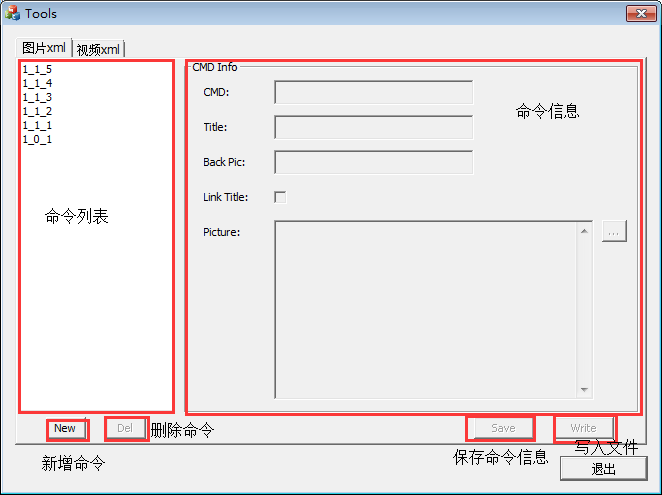 Tools
图片xml 视频xml
1_1_5
1_1_4
1_1_3
1_1_2
1_1_1
1_0_1
命令列表
CMD Info
CMD:
命令信息
Title:
Back Pic:
Link Title:
Picture:
...
New
Del
删除命令
Save
Write
新增命令
保存命令信息
写入文件
退出